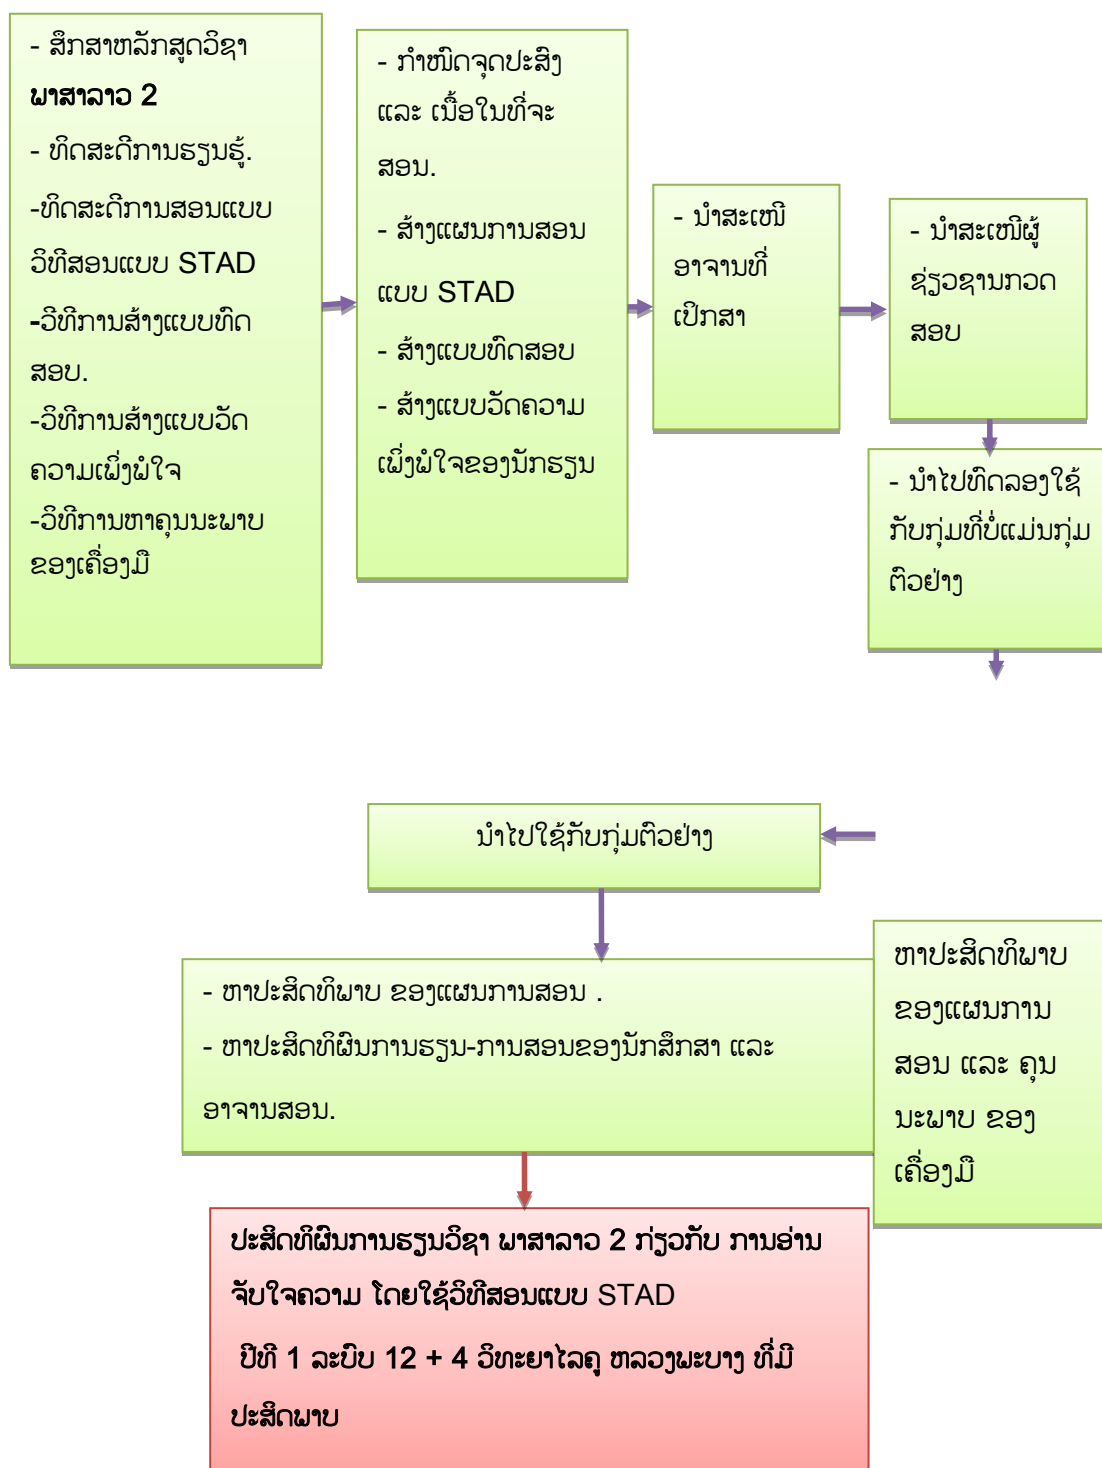 - ສຶກສາຫລັກສູດວິຊາ
ພາສາລາວ 2
- ທິດສະດີການຮຽນຮູ້.
-ທິດສະດີການສອນແບບ
ວິທີສອນແບບ STAD
-ວິທີການສ້າງແບບທົດ
ສອບ.
-ວິທີການສ້າງແບບວັດ
ຄວາມເພິ່ງພໍໃຈ
-ວິທີການຫາຄຸນນະພາບ
ຂອງເຄື່ອງມື
- ກຳໜົດຈຸດປະສົງ
ແລະ ເນື້ອໃນທີ່ຈະ
ສອນ.
- ສ້າງແຜນການສອນ
ແບບ STAD
- ສ້າງແບບທົດສອບ
- ສ້າງແບບວັດຄວາມ
ເພິ່ງພໍໃຈຂອງນັກຮຽນ
- ນຳສະເໜີ
ອາຈານທີ່
ເປິກສາ
- ນຳສະເໜີຜູ້
ຊ່ຽວຊານກວດ
ສອບ
- ນຳໄປທົດລອງໃຊ້
ກັບກຸ່ມທີ່ບໍ່ແມ່ນກຸ່ມ
ຕົວຢ່າງ
ນຳໄປໃຊ້ກັບກຸ່ມຕົວຢ່າງ
ຫາປະສິດທິພາບ
ຂອງແຜນການ
ສອນ ແລະ ຄຸນ
ນະພາບ ຂອງ
ເຄື່ອງມື
- ຫາປະສິດທິພາບ ຂອງແຜນການສອນ .
- ຫາປະສິດທິຜົນການຮຽນ-ການສອນຂອງນັກສຶກສາ ແລະ
ອາຈານສອນ.
ປະສິດທິຜົນການຮຽນວິຊາ ພາສາລາວ 2 ກ່ຽວກັບ ການອ່ານ
ຈັບໃຈຄວາມ ໂດຍໃຊ້ວິທີສອນແບບ STAD
ປີທີ 1 ລະບົບ 12 + 4 ວິທະຍາໄລຄູ ຫລວງພະບາງ ທີ່ມີ
ປະສິດພາບ